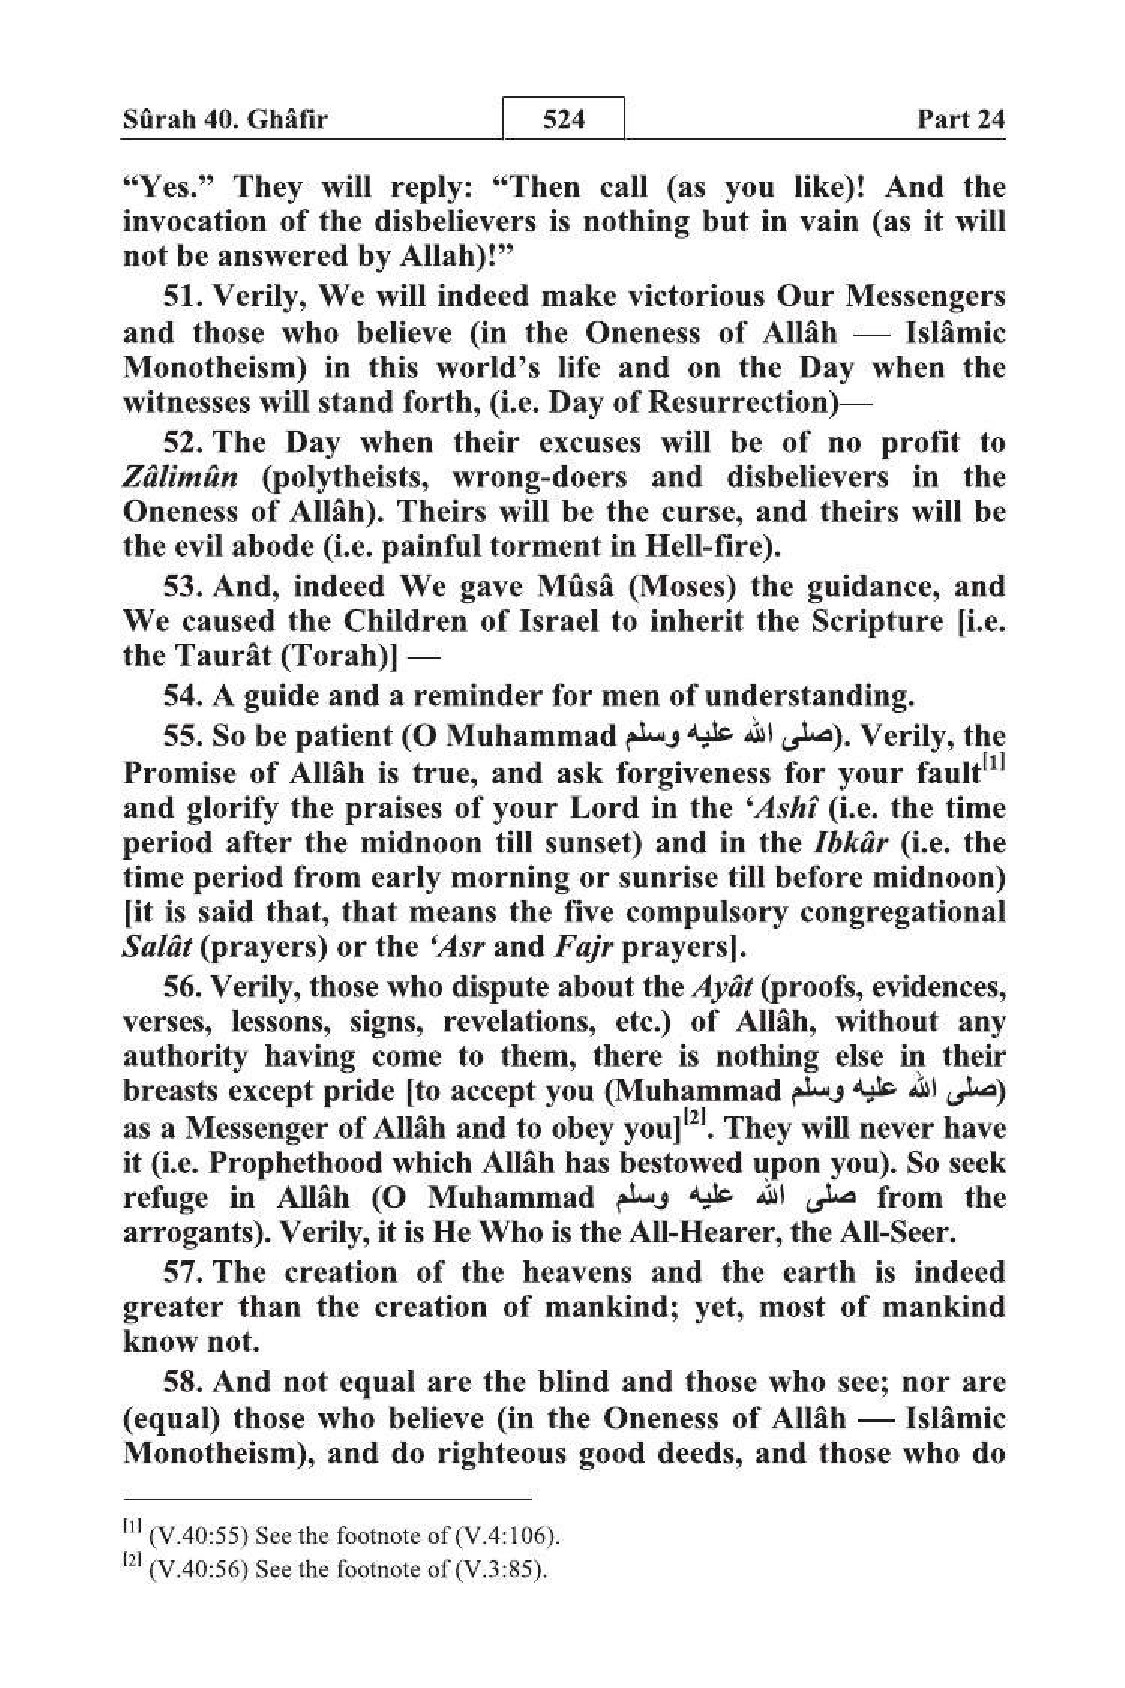 Sûrah 40. Ghâfir 524 Part 24
“Yes.” They will reply: “Then call (as you like)! And the
invocation of the disbelievers is nothing but in vain (as it will
not be answered by Allah)!”
51. Verily, We will indeed make victorious Our Messengers
and those who believe (in the Oneness of Allâh — Islâmic
Monotheism) in this world’s life and on the Day when the
witnesses will stand forth, (i.e. Day of Resurrection)—
52. The Day when their excuses will be of no profit to
Zâlimûn (polytheists, wrong-doers and disbelievers in the
Oneness of Allâh). Theirs will be the curse, and theirs will be
the evil abode (i.e. painful torment in Hell-fire).
53. And, indeed We gave Mûsâ (Moses) the guidance, and
We caused the Children of Israel to inherit the Scripture [i.e.
the Taurât (Torah)] —
54. A guide and a reminder for men of understanding.
55. So be patient (O Muhammad صلى الله عليه وسلم). Verily, the
Promise of Allâh is true, and ask forgiveness for your fault[1]
and glorify the praises of your Lord in the ‘Ashî (i.e. the time
period after the midnoon till sunset) and in the Ibkâr (i.e. the
time period from early morning or sunrise till before midnoon)
[it is said that, that means the five compulsory congregational
Salât (prayers) or the ‘Asr and Fajr prayers].
56. Verily, those who dispute about the Ayât (proofs, evidences,
verses, lessons, signs, revelations, etc.) of Allâh, without any
authority having come to them, there is nothing else in their
breasts except pride [to accept you (Muhammad صلى الله عليه وسلم)
as a Messenger of Allâh and to obey you][2]. They will never have
it (i.e. Prophethood which Allâh has bestowed upon you). So seek
refuge in Allâh (O Muhammad صلى الله عليه وسلم from the
arrogants). Verily, it is He Who is the All-Hearer, the All-Seer.
57. The creation of the heavens and the earth is indeed
greater than the creation of mankind; yet, most of mankind
know not.
58. And not equal are the blind and those who see; nor are
(equal) those who believe (in the Oneness of Allâh — Islâmic
Monotheism), and do righteous good deeds, and those who do
[1] (V.40:55) See the footnote of (V.4:106).
[2] (V.40:56) See the footnote of (V.3:85).